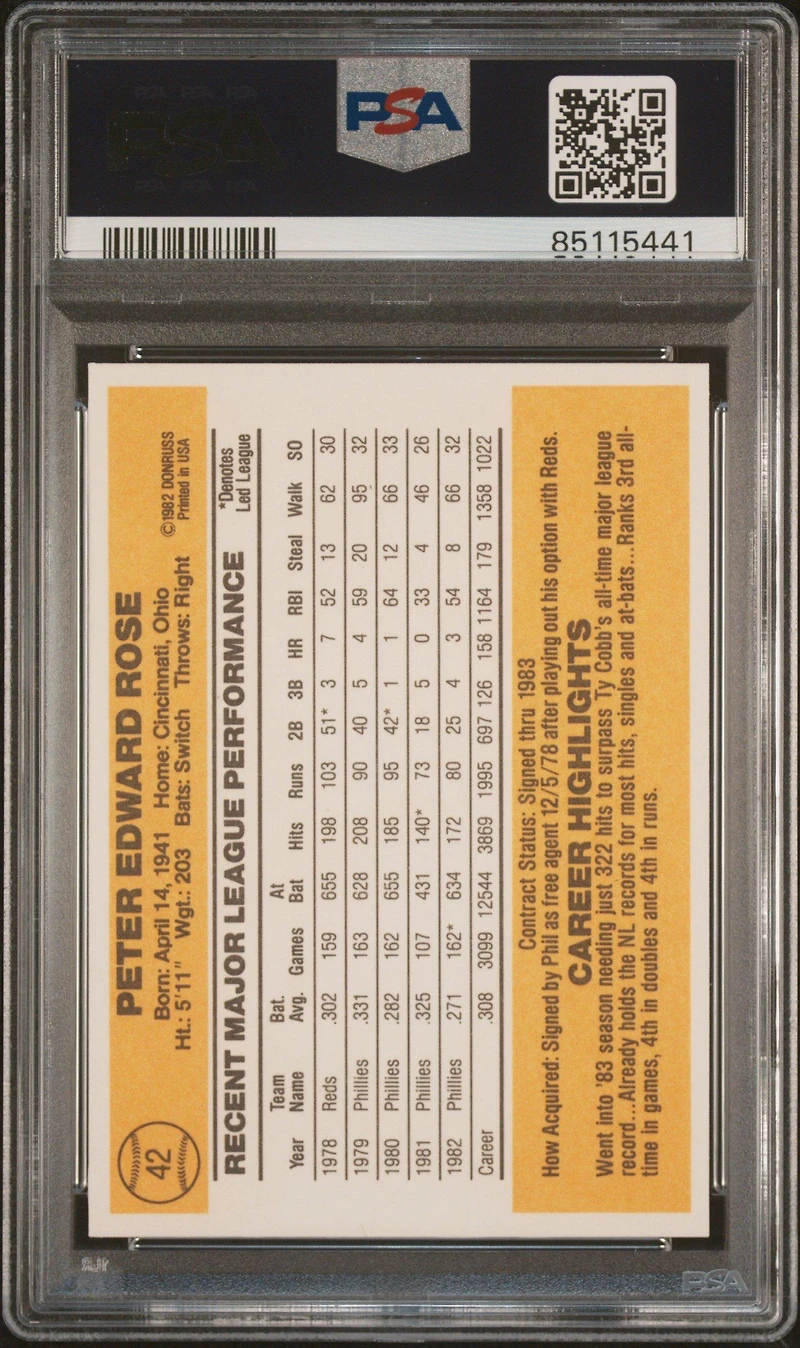 PSA
85115441
42
PETER EDWARD ROSE
©1982 DONRUSS
Printed in USA
Born: April 14, 1941 Home: Cincinnati, Ohio
Ht.: 5'11" Wgt.: 203 Bats: Switch Throws: Right
RECENT MAJOR LEAGUE PERFORMANCE
*Denotes
Led League
Year Team Name Bat. Avg. Games At Bat Hits Runs 2B 3B HR RBI Steal Walk SO
1978 Reds .302 159 655 198 103 51* 3 7 52 13 62 30
1979 Phillies .331 163 628 208 90 40 5 4 59 20 95 32
1980 Phillies .282 162 655 185 95 42* 1 1 64 12 66 33
1981 Phillies .325 107 431 140* 73 18 5 0 33 4 46 26
1982 Phillies .271 162* 634 172 80 25 4 3 54 8 66 32
Career .308 3099 12544 3869 1995 697 126 158 1164 179 1358 1022
Contract Status: Signed thru 1983
How Acquired: Signed by Phil as free agent 12/5/78 after playing out his option with Reds.
CAREER HIGHLIGHTS
Went into '83 season needing just 322 hits to surpass Ty Cobb's all-time major league
record...Already holds the NL records for most hits, singles and at-bats...Ranks 3rd all-
time in games, 4th in doubles and 4th in runs.
PSA